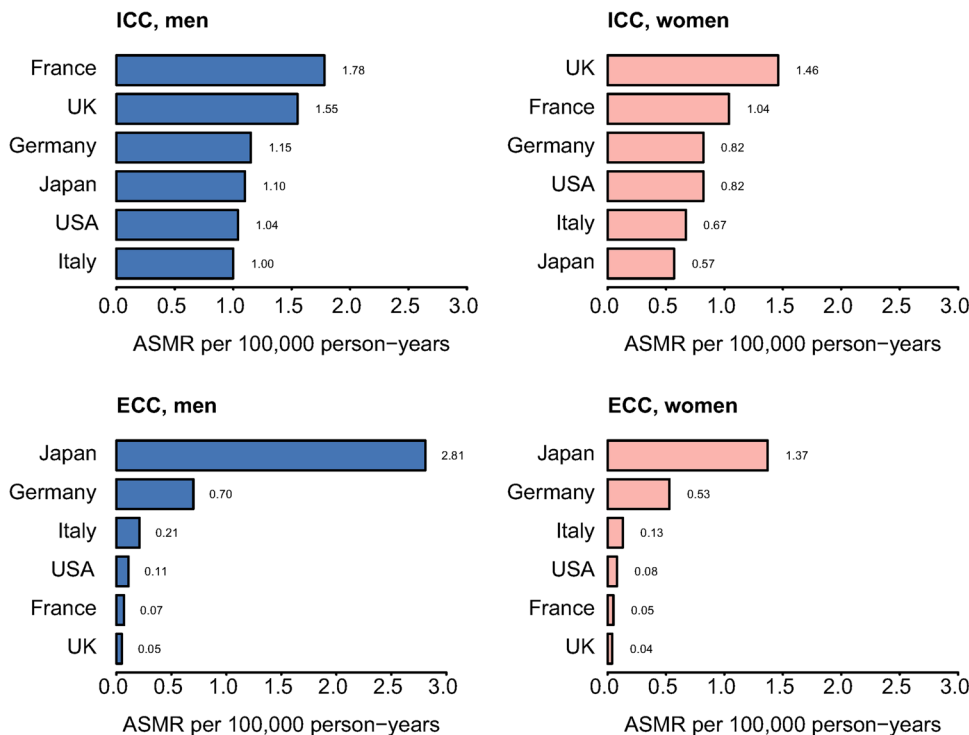 ICC, men
France 1.78
UK 1.55
Germany 1.15
Japan 1.10
USA 1.04
Italy 1.00
0.0 0.5 1.0 1.5 2.0 2.5 3.0
ASMR per 100,000 person−years
ICC, women
UK 1.46
France 1.04
Germany 0.82
USA 0.82
Italy 0.67
Japan 0.57
0.0 0.5 1.0 1.5 2.0 2.5 3.0
ASMR per 100,000 person−years
ECC, men
Japan 2.81
Germany 0.70
Italy 0.21
USA 0.11
France 0.07
UK 0.05
0.0 0.5 1.0 1.5 2.0 2.5 3.0
ASMR per 100,000 person−years
ECC, women
Japan 1.37
Germany 0.53
Italy 0.13
USA 0.08
France 0.05
UK 0.04
0.0 0.5 1.0 1.5 2.0 2.5 3.0
ASMR per 100,000 person−years